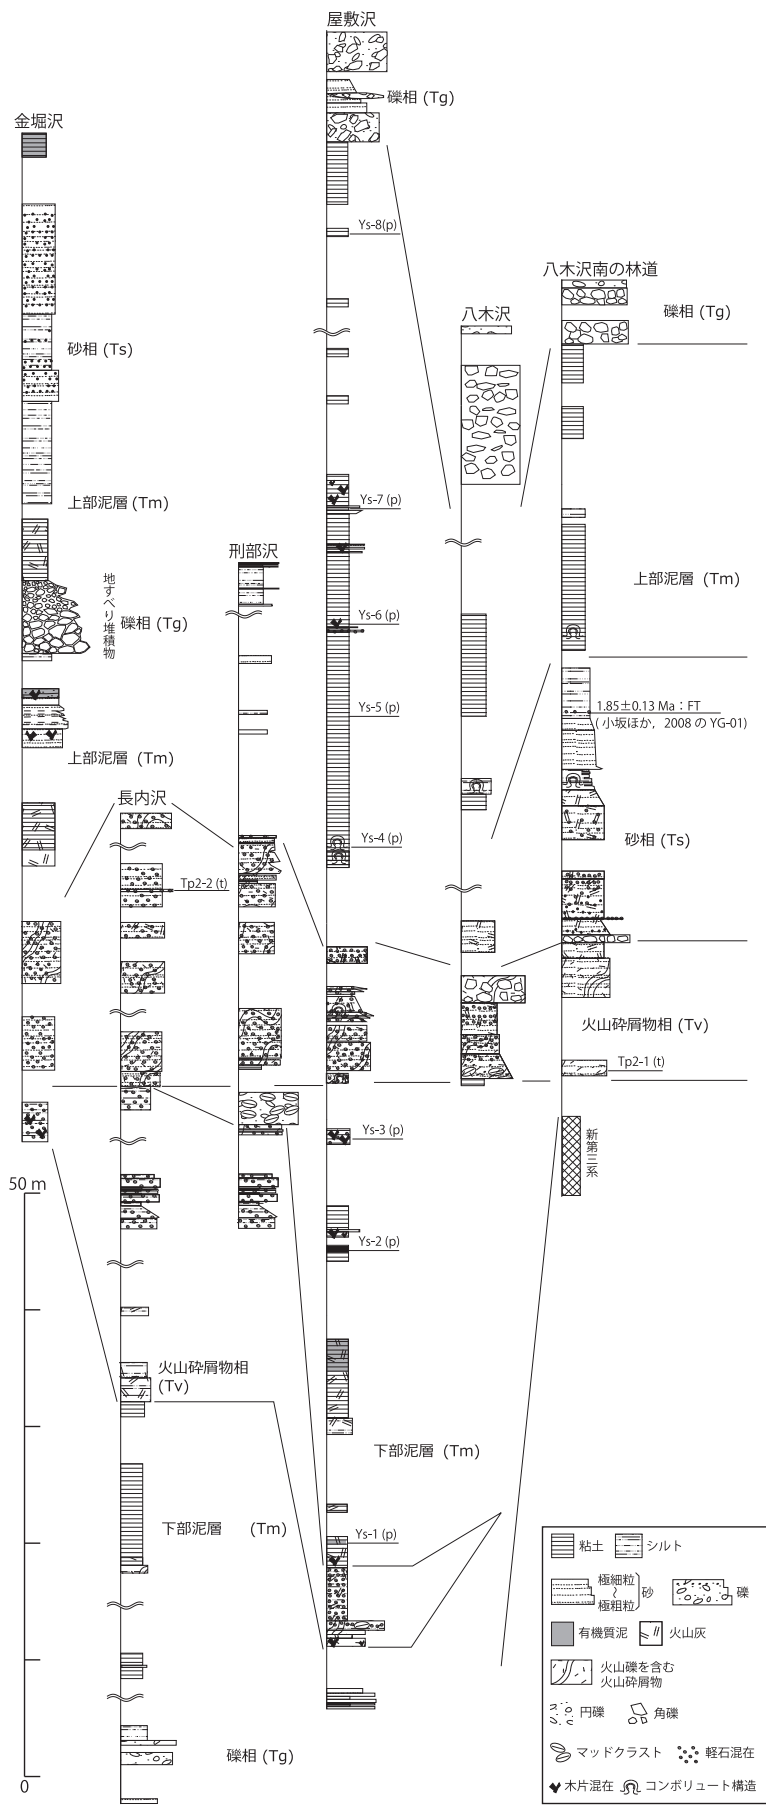 屋敷沢
礫相 (Tg)
金堀沢
Ys-8(p)
八木沢南の林道
八木沢
礫相 (Tg)
砂相 (Ts)
上部泥層 (Tm)
Ys-7 (p)
刑部沢
地すべり堆積物
礫相 (Tg)
上部泥層 (Tm)
Ys-6 (p)
Ys-5 (p)
1.85±0.13 Ma：FT
( 小坂ほか，2008 の YG-01)
上部泥層 (Tm)
長内沢
Ys-4 (p)
砂相 (Ts)
Tp2-2 (t)
火山砕屑物相 (Tv)
Tp2-1 (t)
Ys-3 (p)
新第三系
50 m
Ys-2 (p)
火山砕屑物相
(Tv)
下部泥層 (Tm)
下部泥層 (Tm)
Ys-1 (p)
粘土
シルト
極細粒
～
極粗粒
砂
礫
有機質泥
火山灰
火山礫を含む
火山砕屑物
円礫
角礫
マッドクラスト
軽石混在
木片混在
コンボリュート構造
礫相 (Tg)
0